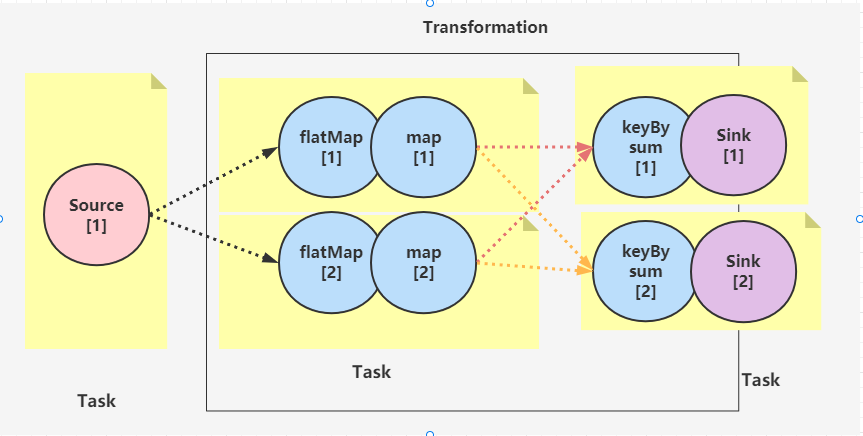 Transformation
Source
[1]
flatMap
[1]
map
[1]
keyBy
sum
[1]
Sink
[1]
flatMap
[2]
map
[2]
keyBy
sum
[2]
Sink
[2]
Task
Task
Task